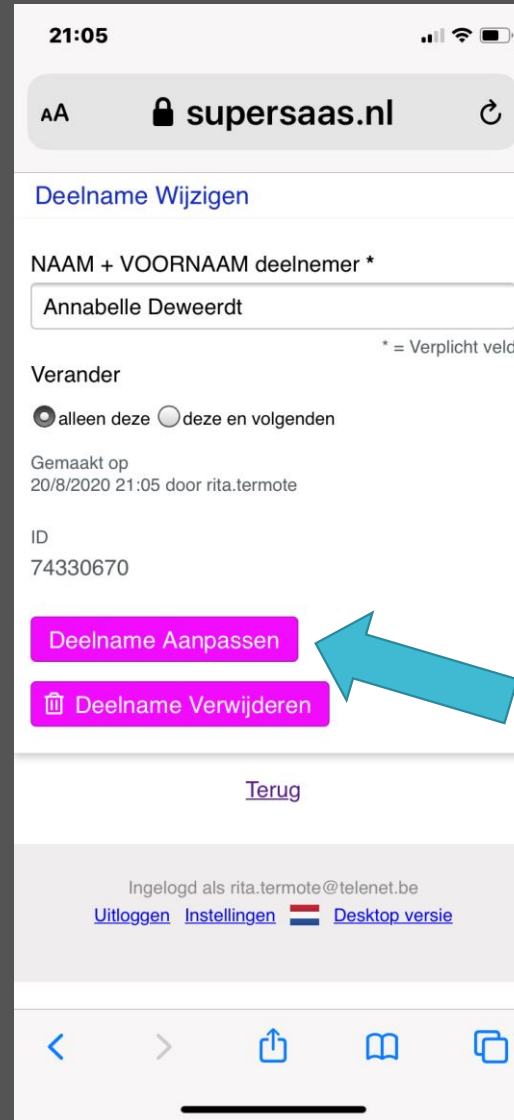 21:05
AA supersaas.nl
Deelname Wijzigen
NAAM + VOORNAAM deelnemer *
Annabelle Deweerdt
* = Verplicht veld
Verander
alleen deze deze en volgenden
Gemaakt op
20/8/2020 21:05 door rita.termote
ID
74330670
Deelname Aanpassen
Deelname Verwijderen
Terug
Ingelogd als rita.termote@telenet.be
Uitloggen Instellingen Desktop versie